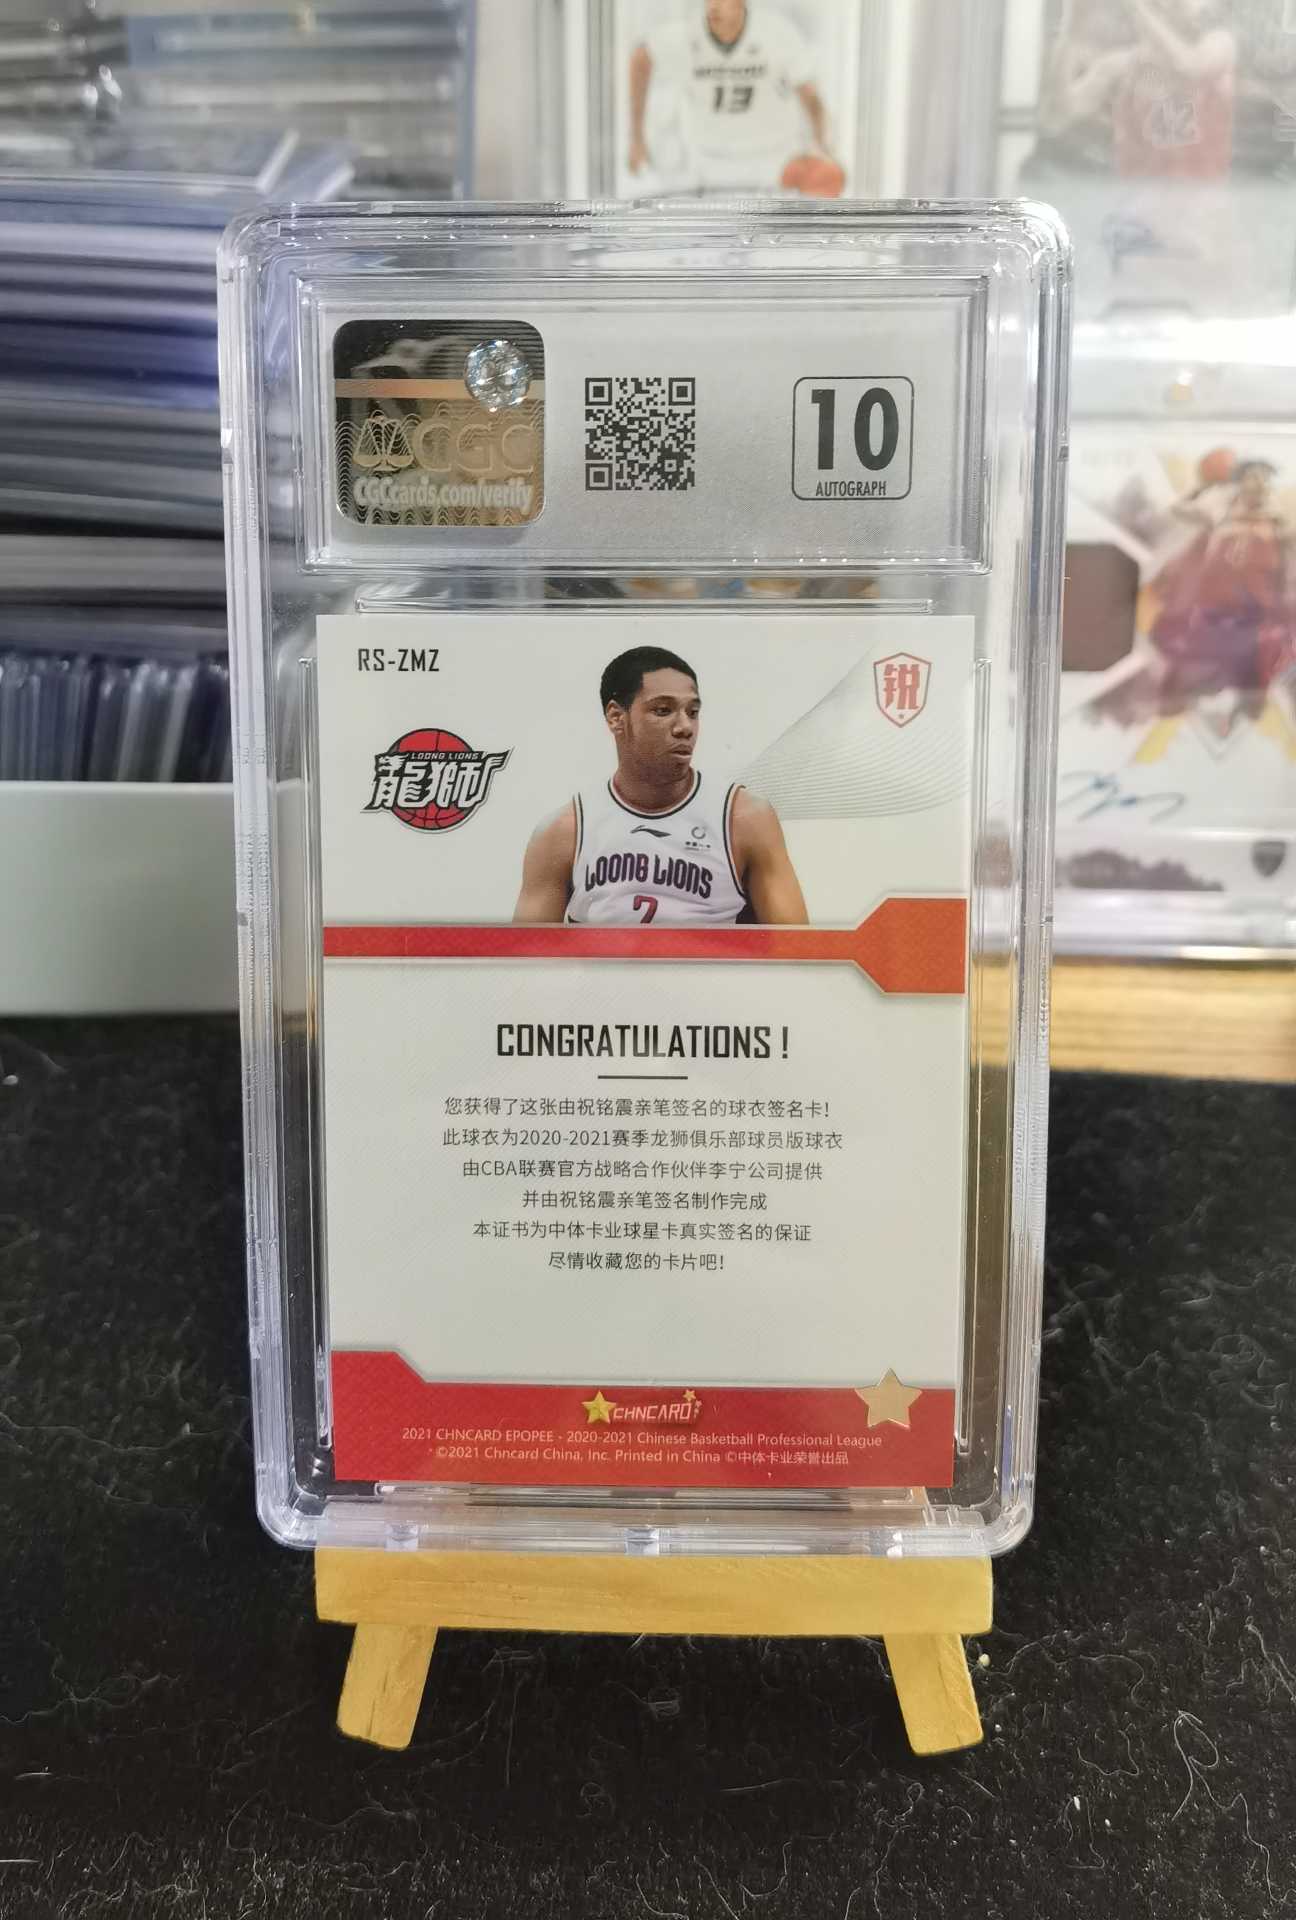 13
CGC
CGCcards.com/verify
10
AUTOGRAPH
RS-ZMZ
锐
LOONG LIONS
龍獅
LOONG LIONS
7
CONGRATULATIONS !
您获得了这张由祝铭震亲笔签名的球衣签名卡!
此球衣为2020-2021赛季龙狮俱乐部球员版球衣
由CBA联赛官方战略合作伙伴李宁公司提供
并由祝铭震亲笔签名制作完成
本证书为中体卡业球星卡真实签名的保证
尽情收藏您的卡片吧!
CHNCARD
2021 CHNCARD EPOPEE - 2020-2021 Chinese Basketball Professional League
©2021 Chncard China, Inc. Printed in China ©中体卡业荣誉出品